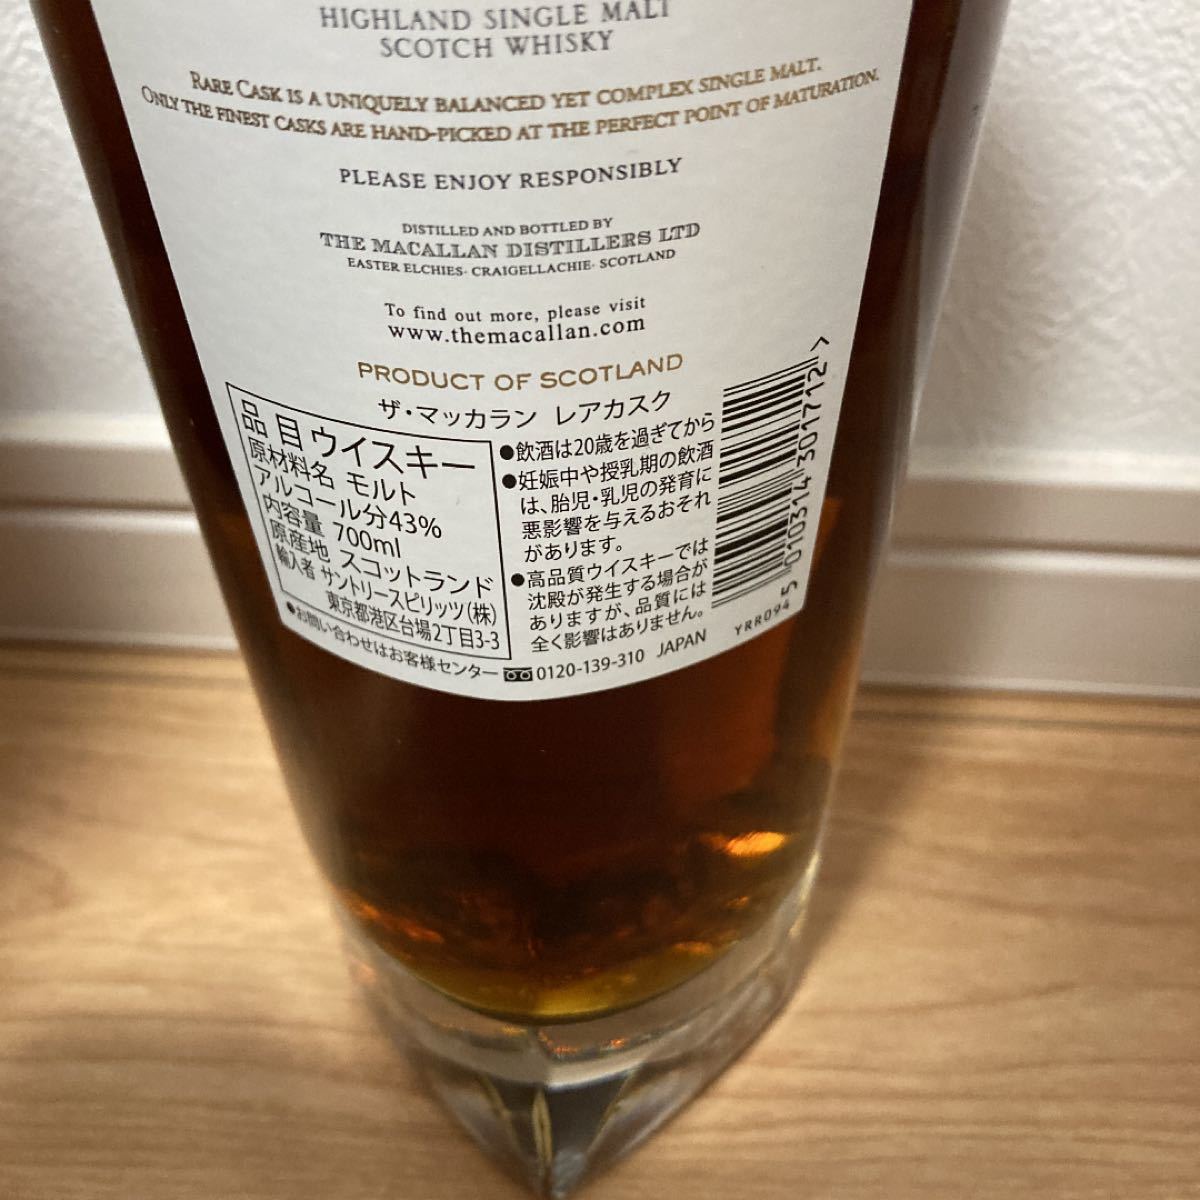 HIGHLAND SINGLE MALT
SCOTCH WHISKY
RARE CASK IS A UNIQUELY BALANCED YET COMPLEX SINGLE MALT.
ONLY THE FINEST CASKS ARE HAND-PICKED AT THE PERFECT POINT OF MATURATION.
PLEASE ENJOY RESPONSIBLY
DISTILLED AND BOTTLED BY
THE MACALLAN DISTILLERS LTD
EASTER ELCHIES· CRAIGELLACHIE· SCOTLAND
To find out more, please visit
www.themacallan.com
PRODUCT OF SCOTLAND
ザ・マッカラン レアカスク
品目 ウイスキー
原材料名 モルト
アルコール分43%
内容量 700ml
原産地 スコットランド
輸入者 サントリースピリッツ(株)
東京都港区台場2丁目3-3
●飲酒は20歳を過ぎてから
●妊娠中や授乳期の飲酒
は、胎児・乳児の発育に
悪影響を与えるおそれ
があります。
●高品質ウイスキーでは
沈殿が発生する場合が
ありますが、品質には
全く影響はありません。
●お問い合わせはお客様センター 0120-139-310 JAPAN
YRR094
5 010314 301712 >